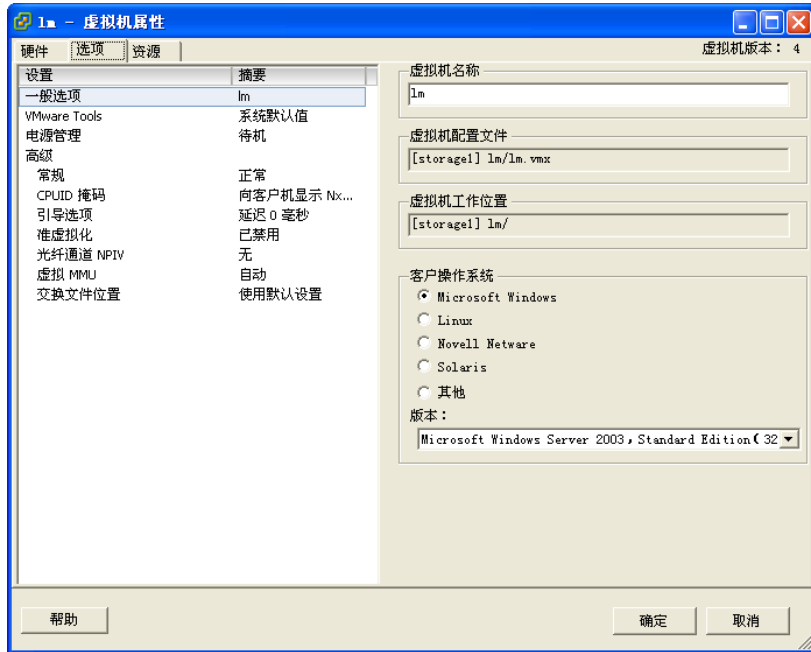 lm - 虚拟机属性
硬件 选项 资源 虚拟机版本： 4
设置 摘要
一般选项 lm
VMware Tools 系统默认值
电源管理 待机
高级
常规 正常
CPUID 掩码 向客户机显示 Nx...
引导选项 延迟 0 毫秒
准虚拟化 已禁用
光纤通道 NPIV 无
虚拟 MMU 自动
交换文件位置 使用默认设置
虚拟机名称
lm
虚拟机配置文件
[storage1] lm/lm.vmx
虚拟机工作位置
[storage1] lm/
客户操作系统
Microsoft Windows
Linux
Novell Netware
Solaris
其他
版本：
Microsoft Windows Server 2003，Standard Edition（32
帮助 确定 取消